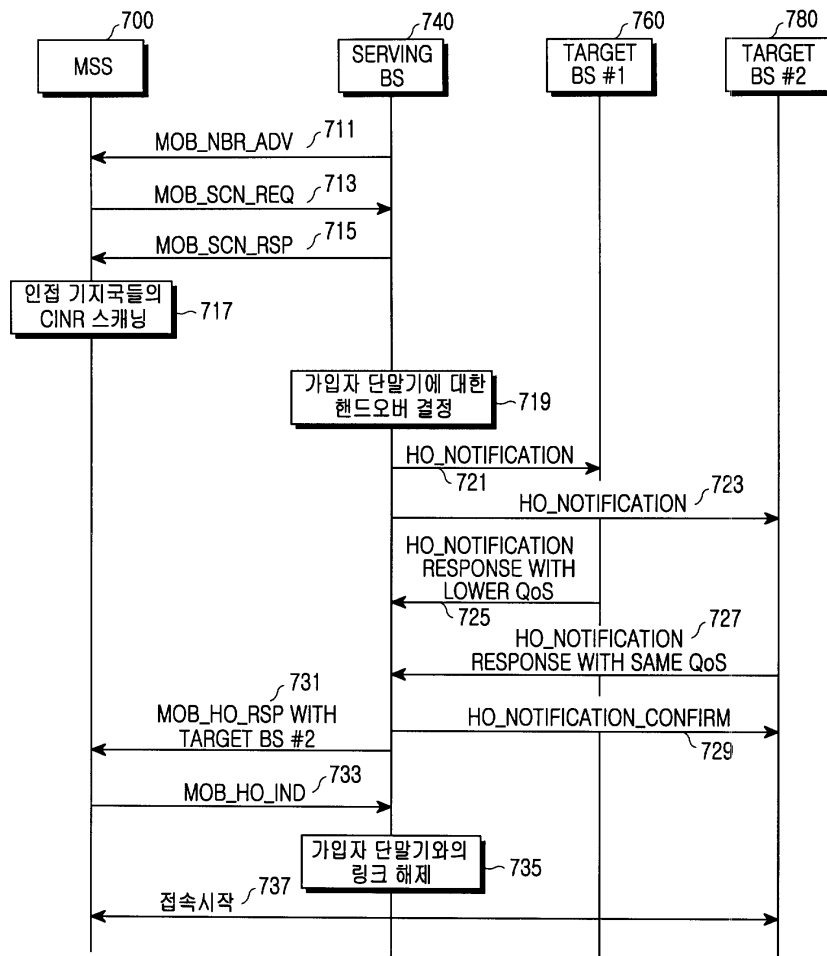 700
740
760
780
MSS
SERVING
BS
TARGET
BS #1
TARGET
BS #2
MOB_NBR_ADV
711
MOB_SCN_REQ
713
MOB_SCN_RSP
715
인접 기지국들의
CINR 스캐닝
717
가입자 단말기에 대한
핸드오버 결정
719
HO_NOTIFICATION
721
HO_NOTIFICATION
723
HO_NOTIFICATION
RESPONSE WITH
LOWER QoS
725
HO_NOTIFICATION
727
RESPONSE WITH SAME QoS
731
MOB_HO_RSP WITH
TARGET BS #2
HO_NOTIFICATION_CONFIRM
729
MOB_HO_IND
733
가입자 단말기와의
링크 해제
735
접속시작
737